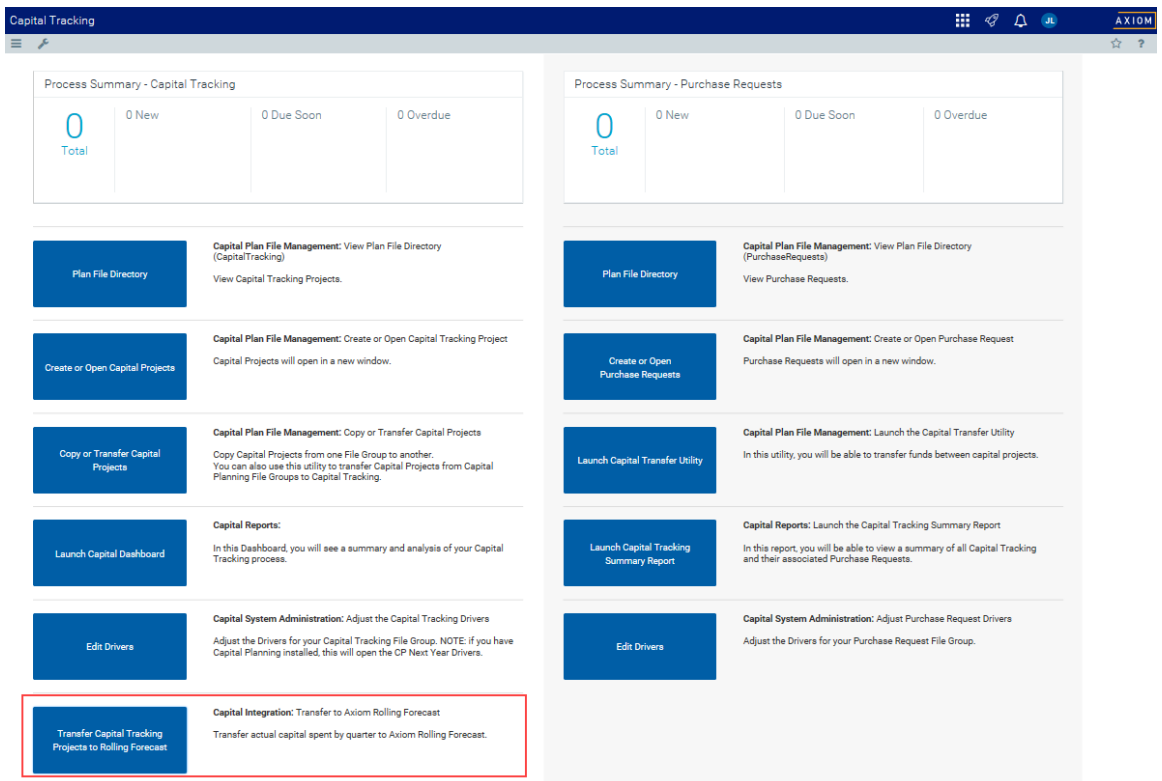 Capital Tracking
JL
AXIOM
?
Process Summary - Capital Tracking
0
Total
0 New
0 Due Soon
0 Overdue
Plan File Directory
Capital Plan File Management: View Plan File Directory
(CapitalTracking)
View Capital Tracking Projects.
Create or Open Capital Projects
Capital Plan File Management: Create or Open Capital Tracking Project
Capital Projects will open in a new window.
Copy or Transfer Capital
Projects
Capital Plan File Management: Copy or Transfer Capital Projects
Copy Capital Projects from one File Group to another.
You can also use this utility to transfer Capital Projects from Capital
Planning File Groups to Capital Tracking.
Launch Capital Dashboard
Capital Reports:
In this Dashboard, you will see a summary and analysis of your Capital
Tracking process.
Edit Drivers
Capital System Administration: Adjust the Capital Tracking Drivers
Adjust the Drivers for your Capital Tracking File Group. NOTE: if you have
Capital Planning installed, this will open the CP Next Year Drivers.
Transfer Capital Tracking
Projects to Rolling Forecast
Capital Integration: Transfer to Axiom Rolling Forecast
Transfer actual capital spent by quarter to Axiom Rolling Forecast.
Process Summary - Purchase Requests
0
Total
0 New
0 Due Soon
0 Overdue
Plan File Directory
Capital Plan File Management: View Plan File Directory
(PurchaseRequests)
View Purchase Requests.
Create or Open
Purchase Requests
Capital Plan File Management: Create or Open Purchase Request
Purchase Requests will open in a new window.
Launch Capital Transfer Utility
Capital Plan File Management: Launch the Capital Transfer Utility
In this utility, you will be able to transfer funds between capital projects.
Launch Capital Tracking
Summary Report
Capital Reports: Launch the Capital Tracking Summary Report
In this report, you will be able to view a summary of all Capital Tracking
and their associated Purchase Requests.
Edit Drivers
Capital System Administration: Adjust Purchase Request Drivers
Adjust the Drivers for your Purchase Request File Group.